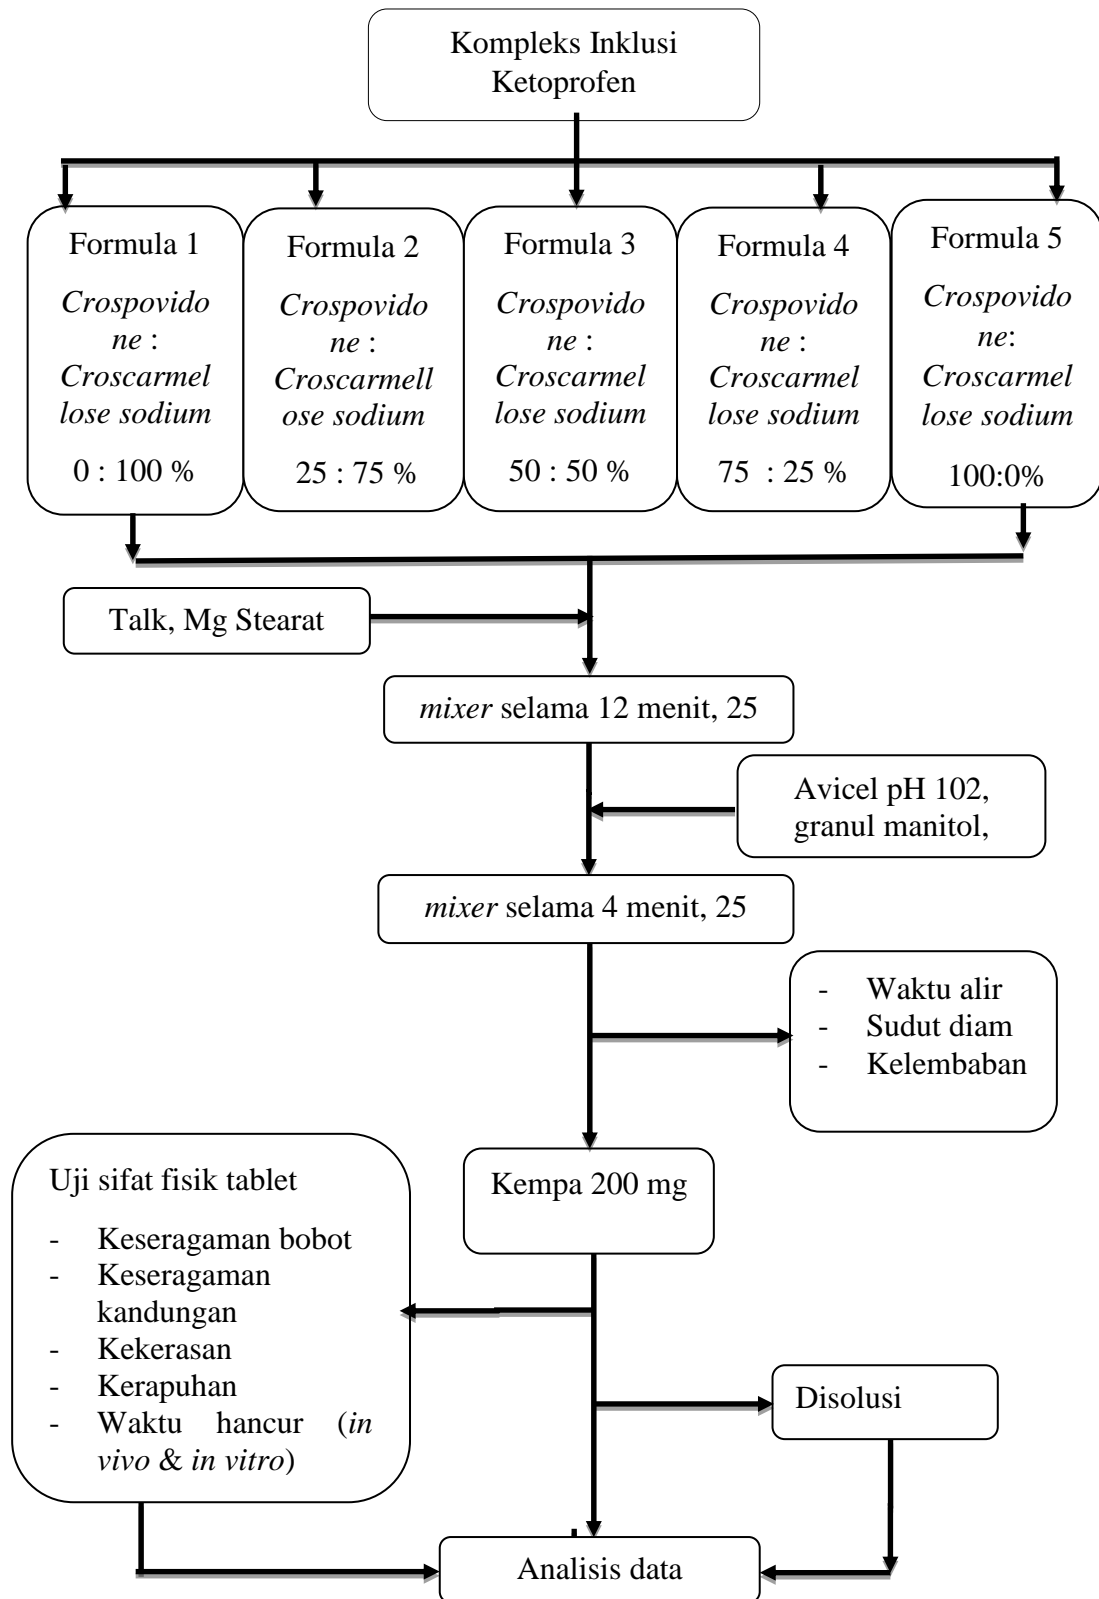 Kompleks Inklusi
Ketoprofen
Formula 1
Crospovido
ne :
Croscarmel
lose sodium
0 : 100 %
Formula 2
Crospovido
ne :
Croscarmell
ose sodium
25 : 75 %
Formula 3
Crospovido
ne :
Croscarmel
lose sodium
50 : 50 %
Formula 4
Crospovido
ne :
Croscarmel
lose sodium
75 : 25 %
Formula 5
Crospovido
ne:
Croscarmel
lose sodium
100:0%
Talk, Mg Stearat
mixer selama 12 menit, 25
Avicel pH 102,
granul manitol,
mixer selama 4 menit, 25
- Waktu alir
- Sudut diam
- Kelembaban
Kempa 200 mg
Uji sifat fisik tablet
- Keseragaman bobot
- Keseragaman
kandungan
- Kekerasan
- Kerapuhan
- Waktu hancur (in
vivo & in vitro)
Disolusi
Analisis data